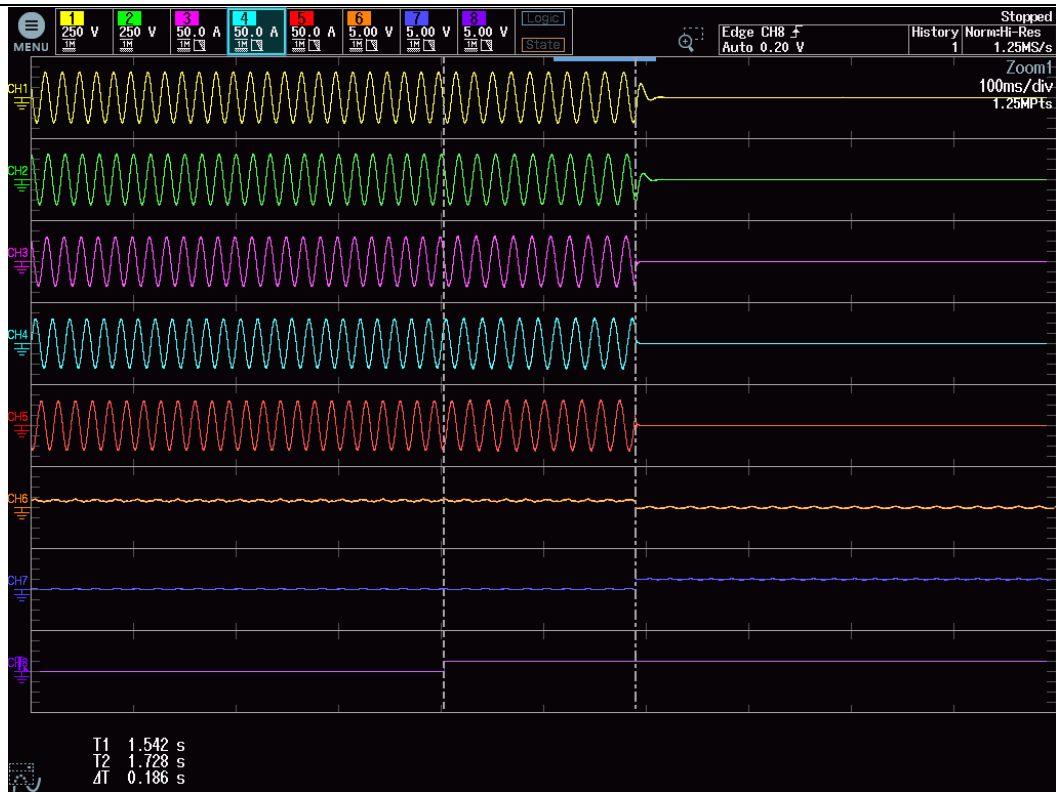 1 2 3 4 5 6 7 8 Logic Stopped
250 V 250 V 50.0 A 50.0 A 50.0 A 5.00 V 5.00 V 5.00 V Edge CH8 History Norm:Hi-Res
MENU 1M 1M 1M 1M 1M 1M 1M 1M State Auto 0.20 V 1 1.25MS/s
Zoom1
100ms/div
1.25MPts
CH1
CH2
CH3
CH4
CH5
CH6
CH7
CH8
T1 1.542 s
T2 1.728 s
ΔT 0.186 s